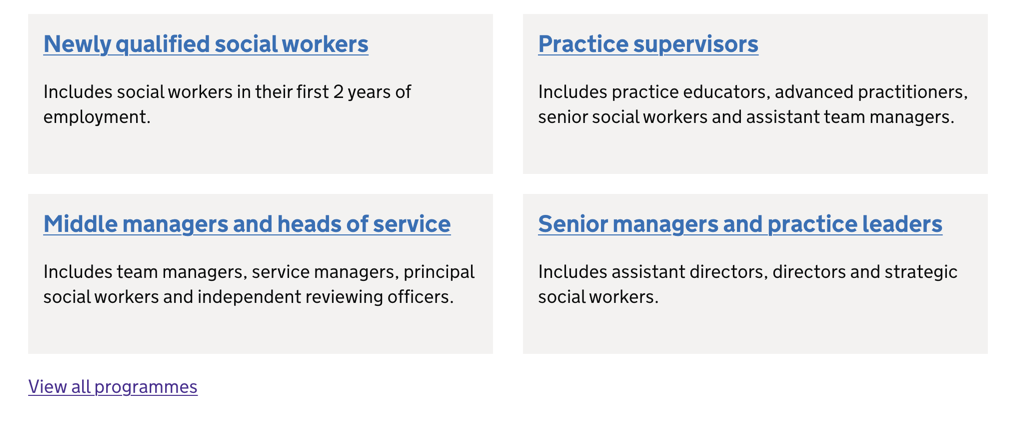 Newly qualified social workers
Includes social workers in their first 2 years of
employment.
Practice supervisors
Includes practice educators, advanced practitioners,
senior social workers and assistant team managers.
Middle managers and heads of service
Includes team managers, service managers, principal
social workers and independent reviewing officers.
Senior managers and practice leaders
Includes assistant directors, directors and strategic
social workers.
View all programmes